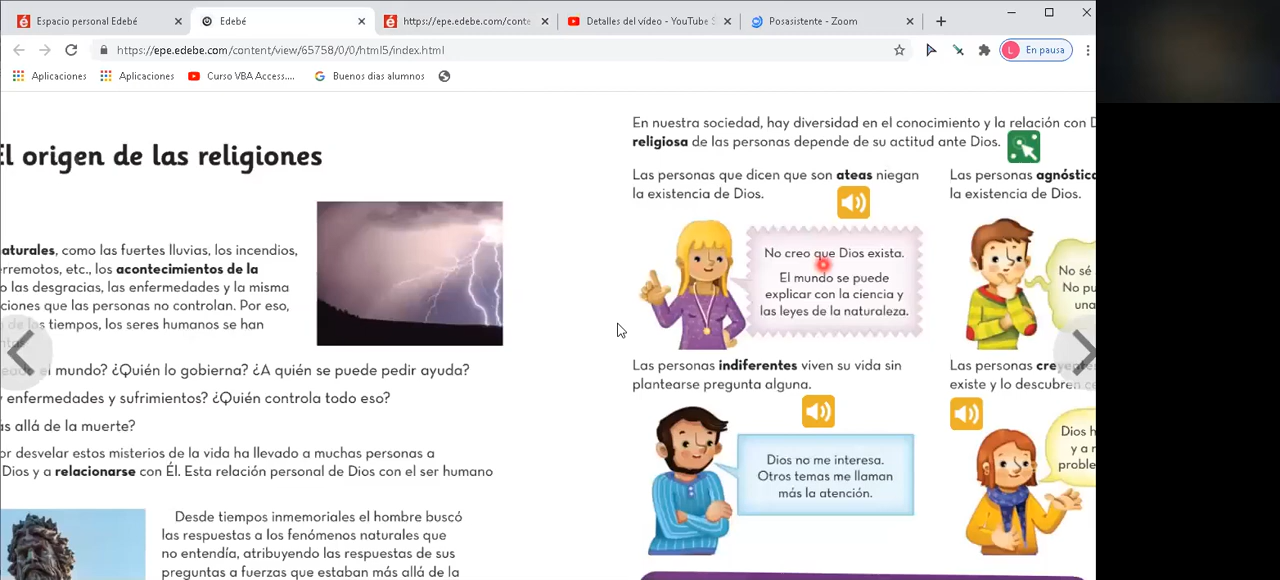 Espacio personal Edebé
Edebé
https://epe.edebe.com/conte
Detalles del vídeo - YouTube S
Posasistente - Zoom
https://epe.edebe.com/content/view/65758/0/0/html5/index.html
L
En pausa
Aplicaciones
Aplicaciones
Curso VBA Access....
Buenos dias alumnos
El origen de las religiones
aturales, como las fuertes lluvias, los incendios,
rremotos, etc., los acontecimientos de la
o las desgracias, las enfermedades y la misma
ciones que las personas no controlan. Por eso,
de los tiempos, los seres humanos se han
el mundo? ¿Quién lo gobierna? ¿A quién se puede pedir ayuda?
y enfermedades y sufrimientos? ¿Quién controla todo eso?
ás allá de la muerte?
or desvelar estos misterios de la vida ha llevado a muchas personas a
Dios y a relacionarse con Él. Esta relación personal de Dios con el ser humano
Desde tiempos inmemoriales el hombre buscó
las respuestas a los fenómenos naturales que
no entendía, atribuyendo las respuestas de sus
preguntas a fuerzas que estaban más allá de la
En nuestra sociedad, hay diversidad en el conocimiento y la relación con D
religiosa de las personas depende de su actitud ante Dios.
Las personas que dicen que son ateas niegan
la existencia de Dios.
No creo que Dios exista.
El mundo se puede
explicar con la ciencia y
las leyes de la naturaleza.
Las personas agnóstica
la existencia de Dios.
No sé
No pu
una
Las personas indiferentes viven su vida sin
plantearse pregunta alguna.
Dios no me interesa.
Otros temas me llaman
más la atención.
Las personas creyentes
existe y lo descubren ce
Dios h
y a r
proble